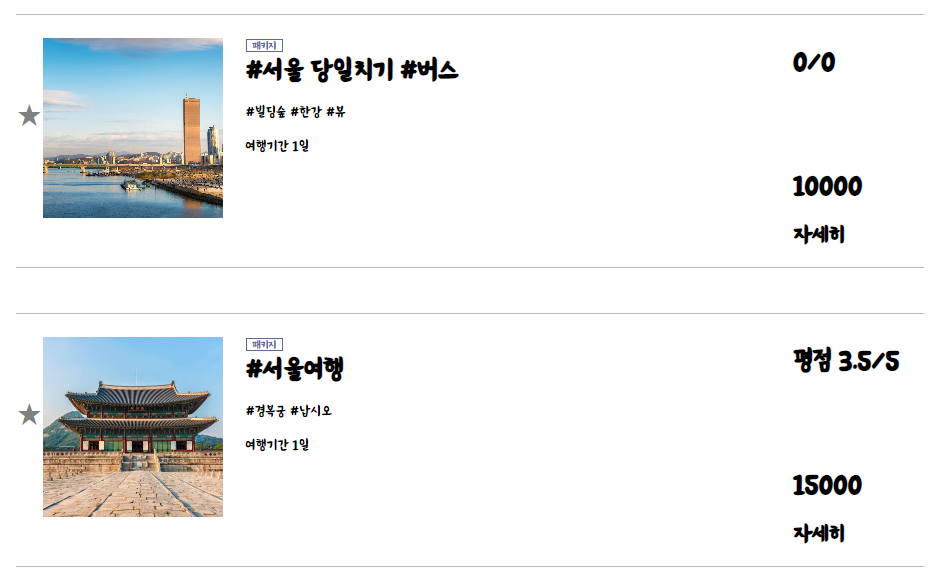 패키지
#서울 당일치기 #버스
0/0
#빌딩숲 #한강 #뷰
여행기간 1일
10000
자세히
패키지
#서울여행
평점 3.5/5
#경복궁 #납시오
여행기간 1일
15000
자세히